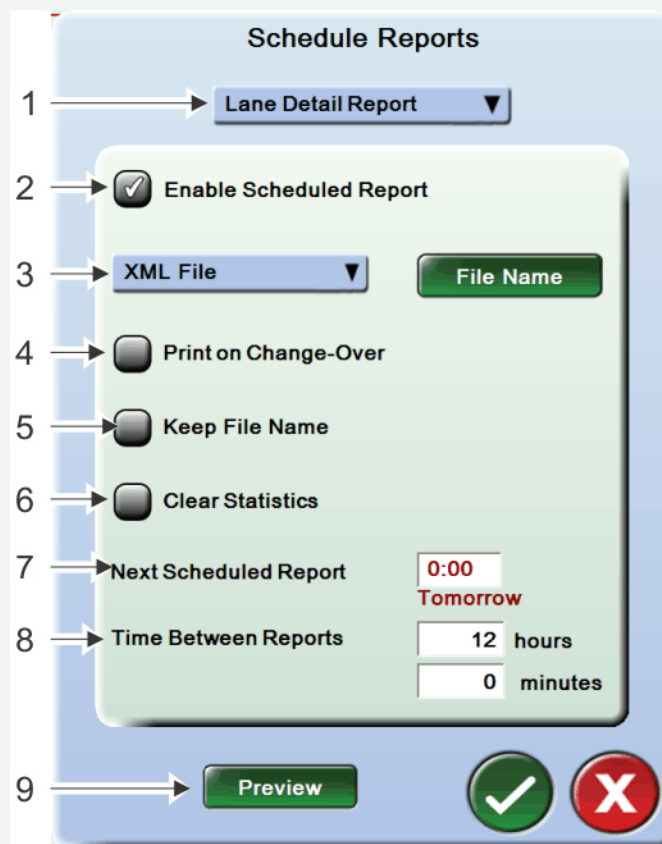 Schedule Reports
1 Lane Detail Report
2 Enable Scheduled Report
3 XML File File Name
4 Print on Change-Over
5 Keep File Name
6 Clear Statistics
7 Next Scheduled Report 0:00
Tomorrow
8 Time Between Reports 12 hours
0 minutes
9 Preview